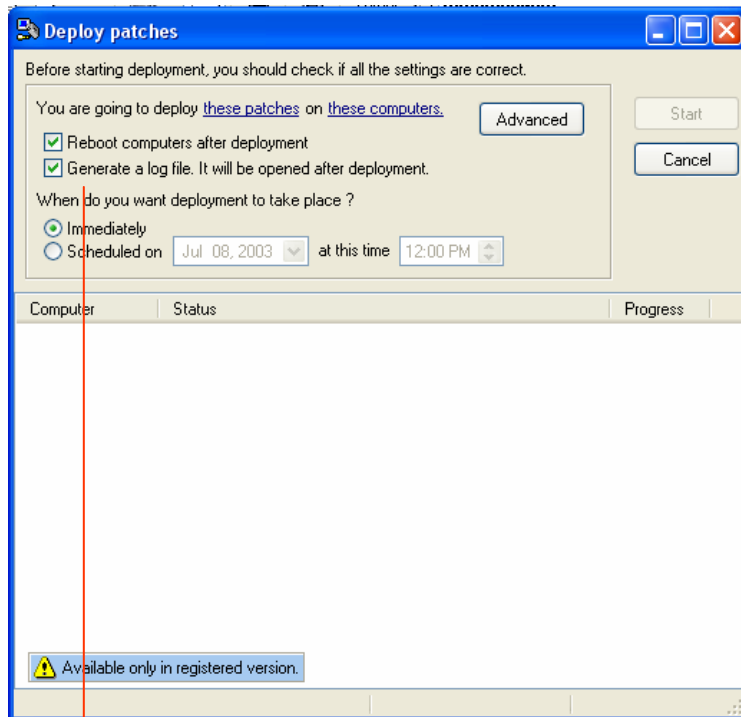 Deploy patches
Before starting deployment, you should check if all the settings are correct.
You are going to deploy these patches on these computers.
Advanced
Start
Reboot computers after deployment
Generate a log file. It will be opened after deployment.
Cancel
When do you want deployment to take place ?
Immediately
Scheduled on Jul 08, 2003 at this time 12:00 PM
Computer Status Progress
Available only in registered version.